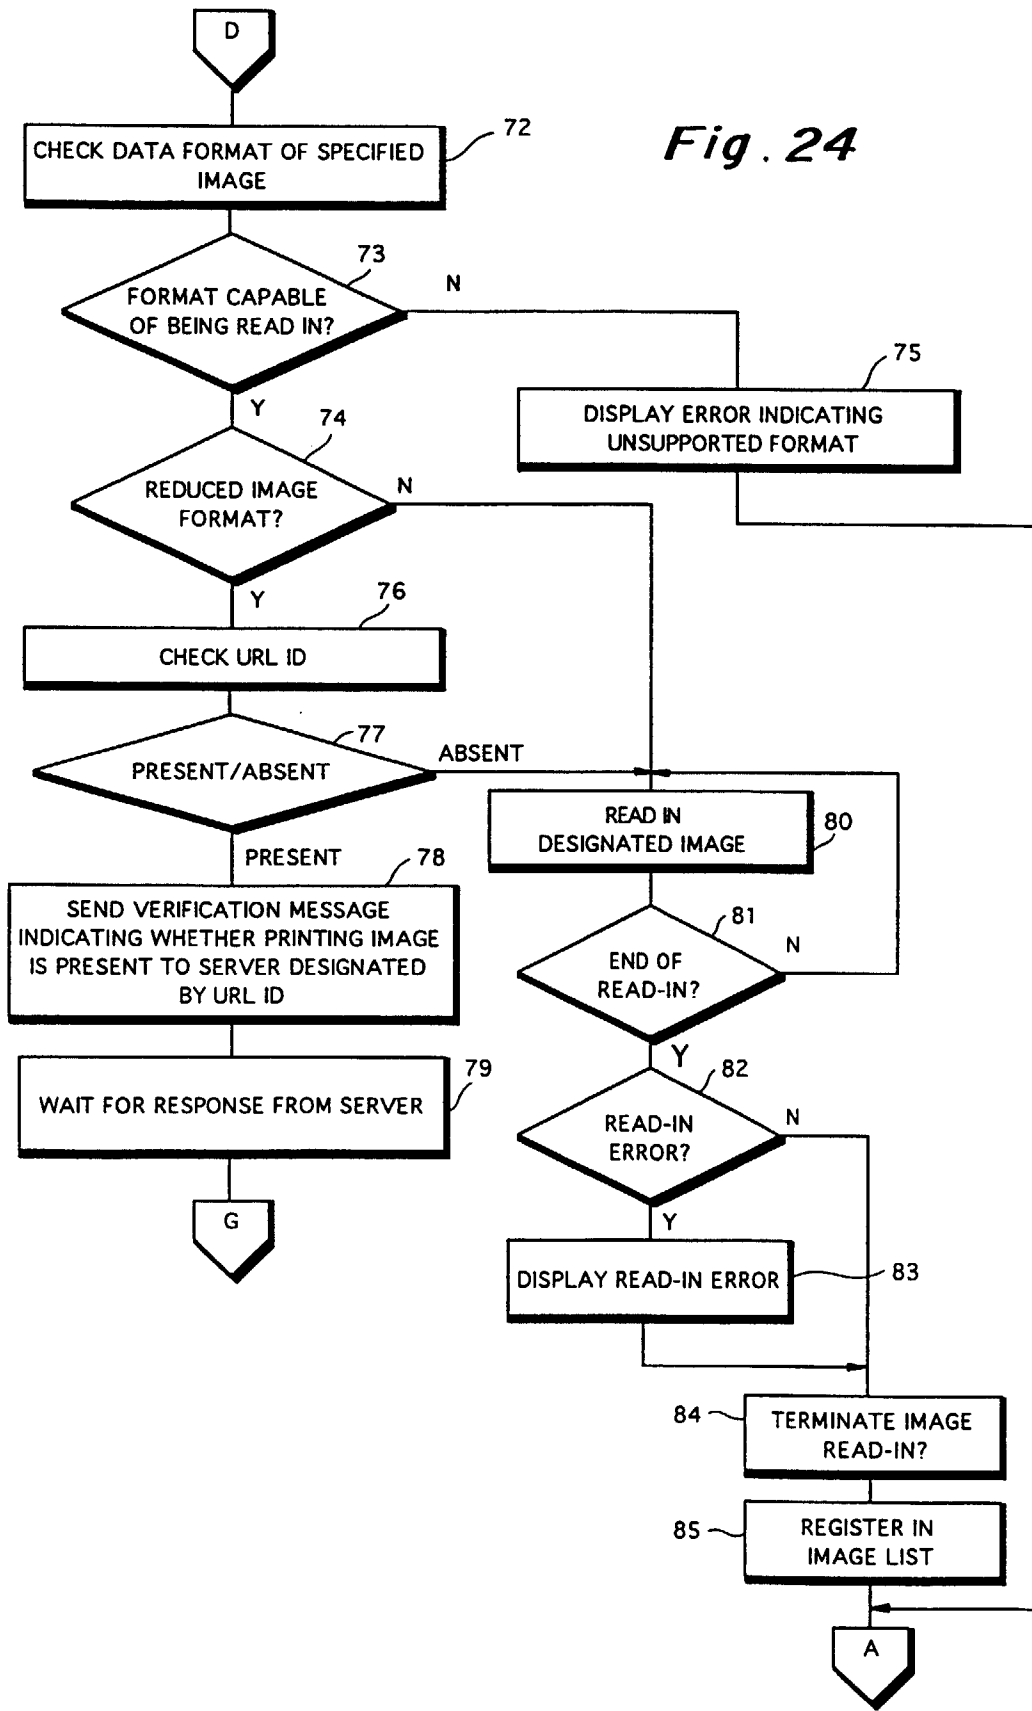 D
72
CHECK DATA FORMAT OF SPECIFIED
IMAGE
Fig. 24
73
FORMAT CAPABLE
OF BEING READ IN?
N
Y
75
DISPLAY ERROR INDICATING
UNSUPPORTED FORMAT
74
REDUCED IMAGE
FORMAT?
N
Y
76
CHECK URL ID
77
PRESENT/ABSENT
ABSENT
PRESENT
78
SEND VERIFICATION MESSAGE
INDICATING WHETHER PRINTING IMAGE
IS PRESENT TO SERVER DESIGNATED
BY URL ID
79
WAIT FOR RESPONSE FROM SERVER
G
READ IN
DESIGNATED IMAGE
80
81
END OF
READ-IN?
N
Y
82
READ-IN
ERROR?
N
Y
DISPLAY READ-IN ERROR
83
84
TERMINATE IMAGE
READ-IN?
85
REGISTER IN
IMAGE LIST
A